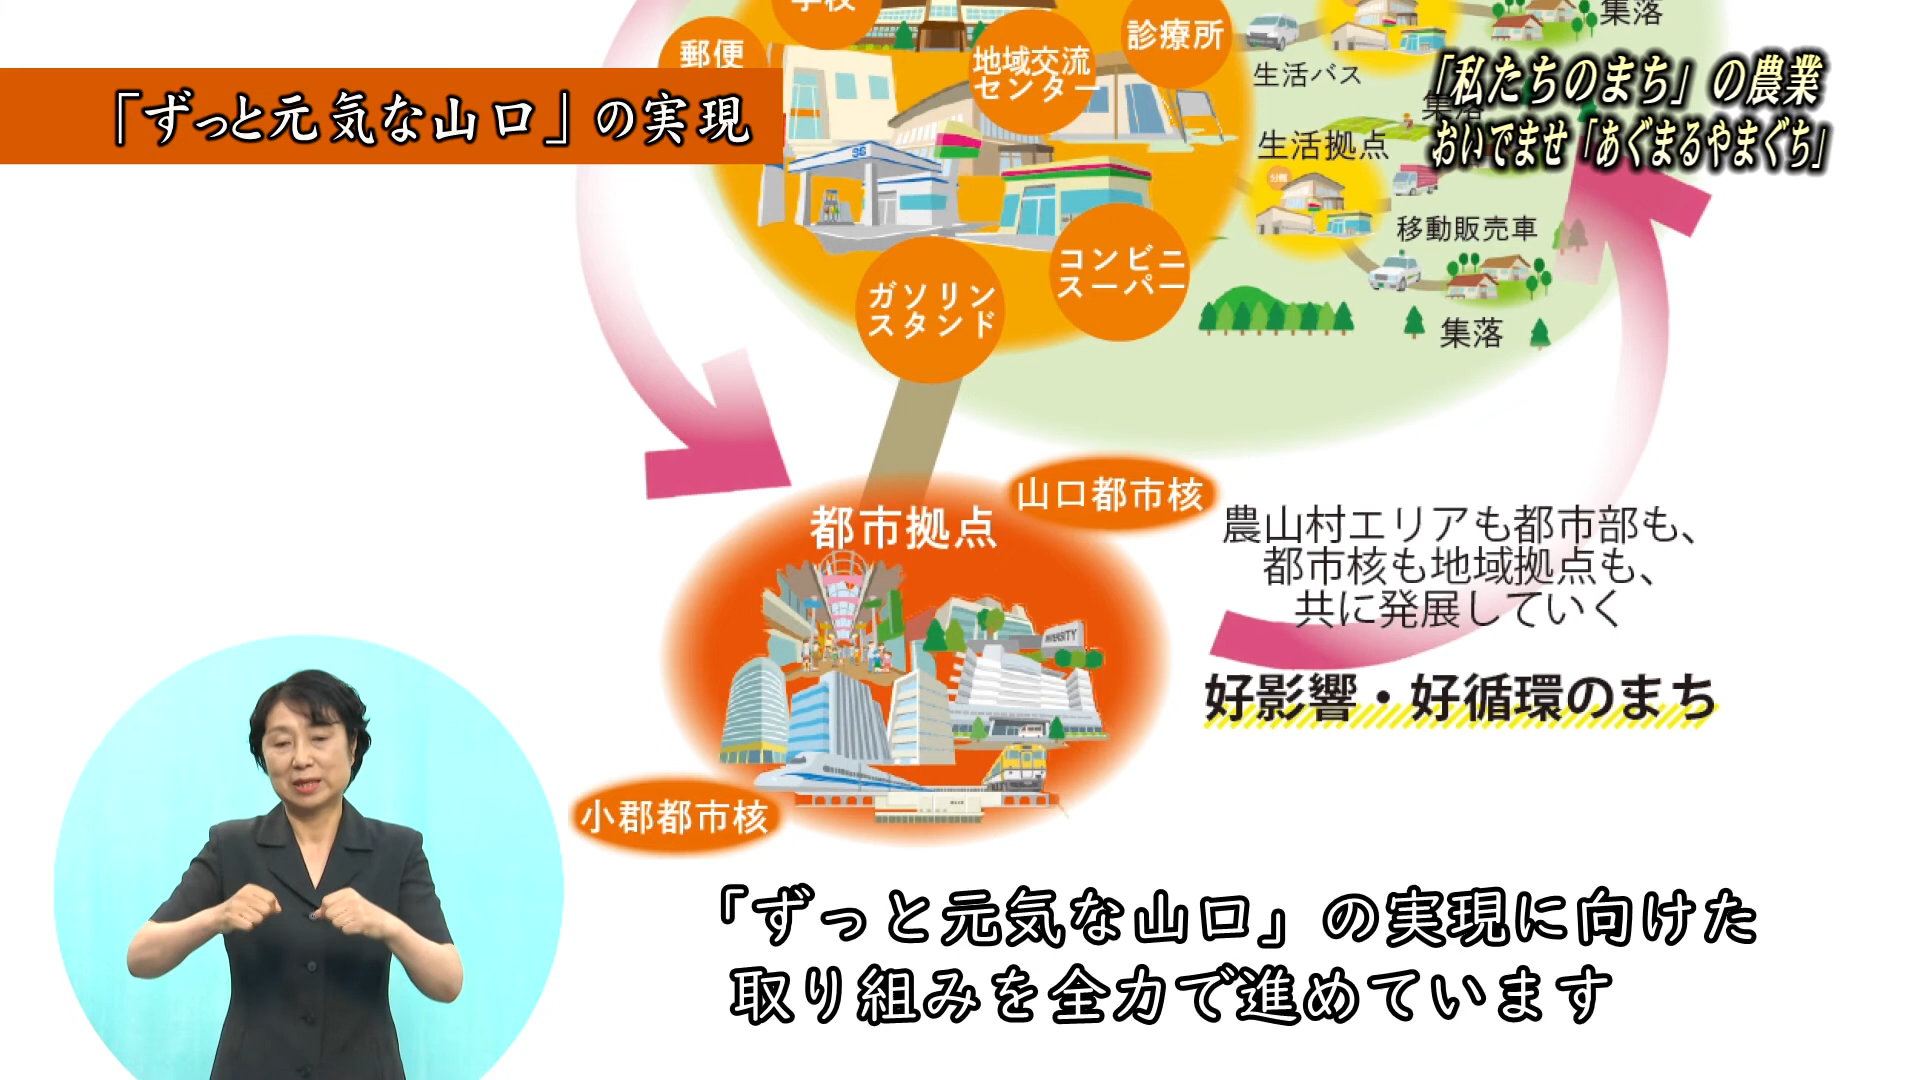 学校
集落
郵便
地域交流
センター
診療所
生活バス
「ずっと元気な山口」の実現
「私たちのまち」の農業
おいでませ「あぐまるやまぐち」
集落
生活拠点
分館
移動販売車
コンビニ
スーパー
ガソリン
スタンド
集落
都市拠点
山口都市核
農山村エリアも都市部も、
都市核も地域拠点も、
共に発展していく
好影響・好循環のまち
小郡都市核
「ずっと元気な山口」の実現に向けた
取り組みを全力で進めています